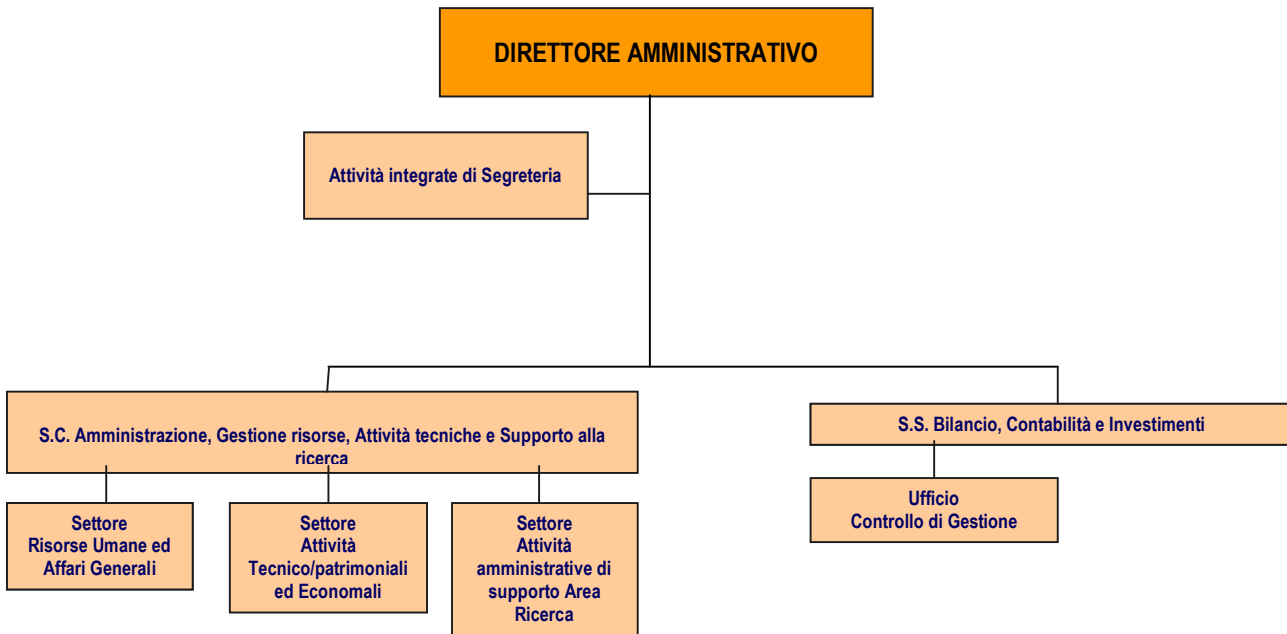 DIRETTORE AMMINISTRATIVO
Attività integrate di Segreteria
S.C. Amministrazione, Gestione risorse, Attività tecniche e Supporto alla
ricerca
S.S. Bilancio, Contabilità e Investimenti
Settore
Risorse Umane ed
Affari Generali
Settore
Attività
Tecnico/patrimoniali
ed Economali
Settore
Attività
amministrative di
supporto Area
Ricerca
Ufficio
Controllo di Gestione